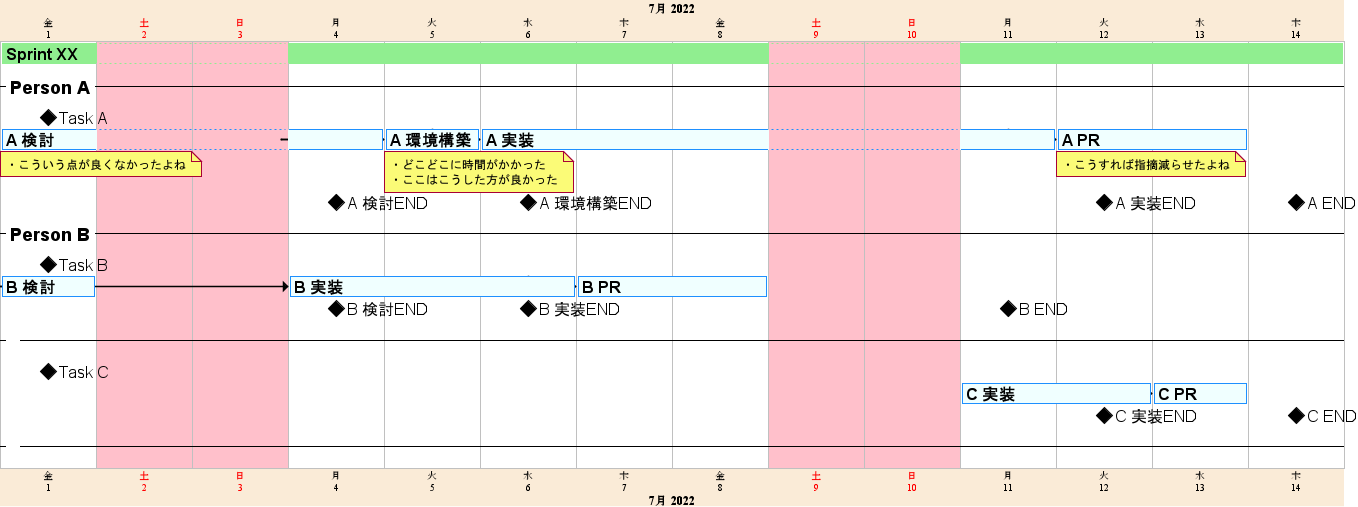 7月 2022
金 土 日 月 火 水 木 金 土 日 月 火 水 木
1 2 3 4 5 6 7 8 9 10 11 12 13 14
Sprint XX
Person A
Task A
A 検討 A 環境構築 A 実装 A PR
・こういう点が良くなかったよね
・どこどこに時間がかかった
・ここはこうした方が良かった
・こうすれば指摘減らせたよね
A 検討END A 環境構築END A 実装END A END
Person B
Task B
B 検討 B 実装 B PR
B 検討END B 実装END B END
Task C
C 実装 C PR
C 実装END C END
金 土 日 月 火 水 木 金 土 日 月 火 水 木
1 2 3 4 5 6 7 8 9 10 11 12 13 14
7月 2022